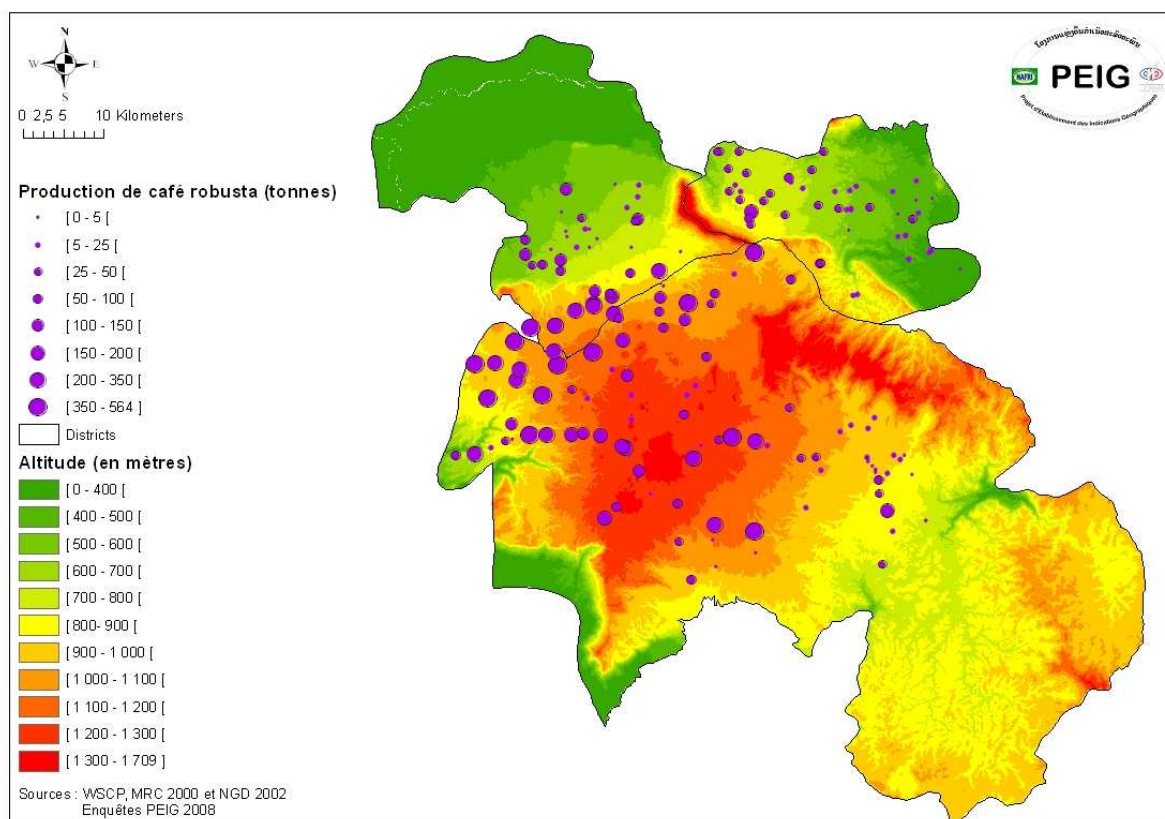 N
W E
S
0 2,5 5 10 Kilometers
Production de café robusta (tonnes)
[ 0 - 5 [
[ 5 - 25 [
[ 25 - 50 [
[ 50 - 100 [
[ 100 - 150 [
[ 150 - 200 [
[ 200 - 350 [
[ 350 - 564 [
Districts
Altitude (en mètres)
[ 0 - 400 [
[ 400 - 500 [
[ 500 - 600 [
[ 600 - 700 [
[ 700 - 800 [
[ 800- 900 [
[ 900 - 1 000 [
[ 1 000 - 1 100 [
[ 1 100 - 1 200 [
[ 1 200 - 1 300 [
[ 1 300 - 1 709 [
Sources : WSCP, MRC 2000 et NGD 2002
Enquêtes PEIG 2008
NAFRI PEIG
Projet d'Etablissement des Indications Géographiques